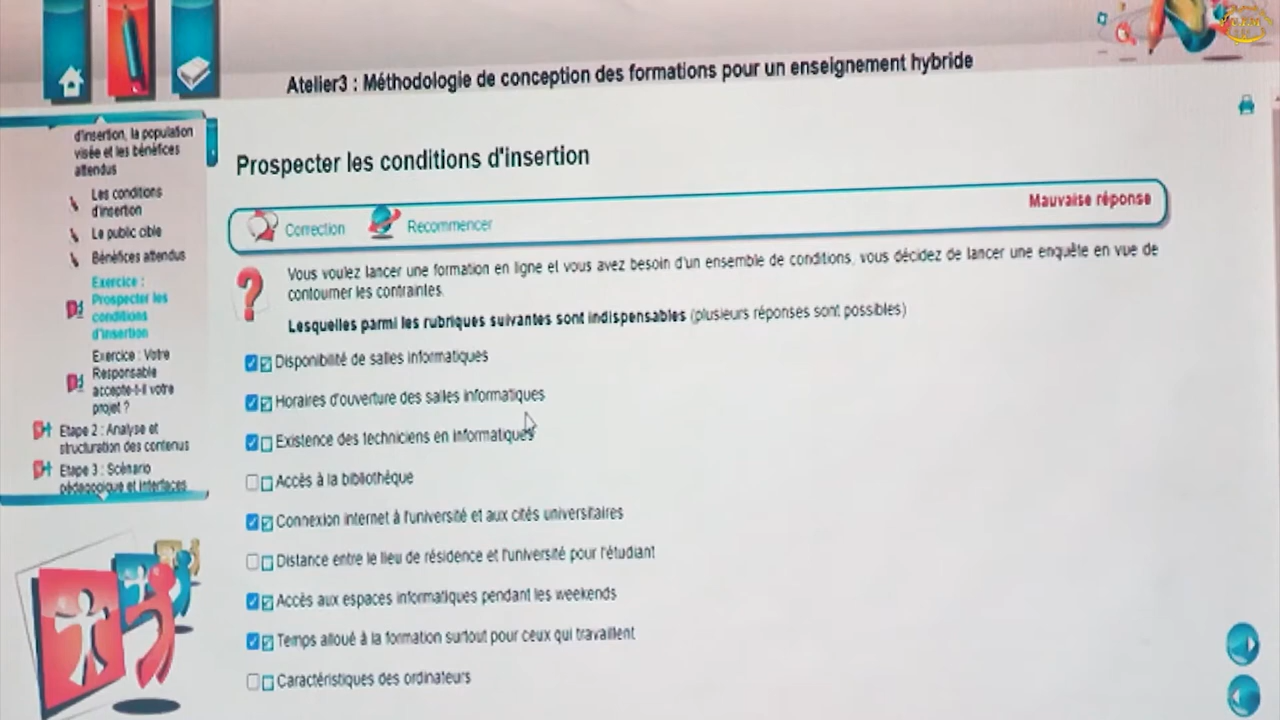 Atelier3 : Méthodologie de conception des formations pour un enseignement hybride
d'insertion, la population
visée et les bénéfices
attendus
Les conditions
d'insertion
Le public cible
Bénéfices attendus
Exercice :
Prospecter les
conditions
d'insertion
Exercice : Votre
Responsable
accepte-t-il votre
projet ?
Etape 2 : Analyse et
structuration des contenus
Etape 3 : Scénario
pédagogique et interfaces
Prospecter les conditions d'insertion
Correction
Recommencer
Mauvaise réponse
Vous voulez lancer une formation en ligne et vous avez besoin d'un ensemble de conditions, vous décidez de lancer une enquête en vue de
contourner les contraintes.
Lesquelles parmi les rubriques suivantes sont indispensables (plusieurs réponses sont possibles)
Disponibilité de salles informatiques
Horaires d'ouverture des salles informatiques
Existence des techniciens en informatiques
Accès à la bibliothèque
Connexion internet à l'université et aux cités universitaires
Distance entre le lieu de résidence et l'université pour l'étudiant
Accès aux espaces informatiques pendant les weekends
Temps alloué à la formation surtout pour ceux qui travaillent
Caractéristiques des ordinateurs